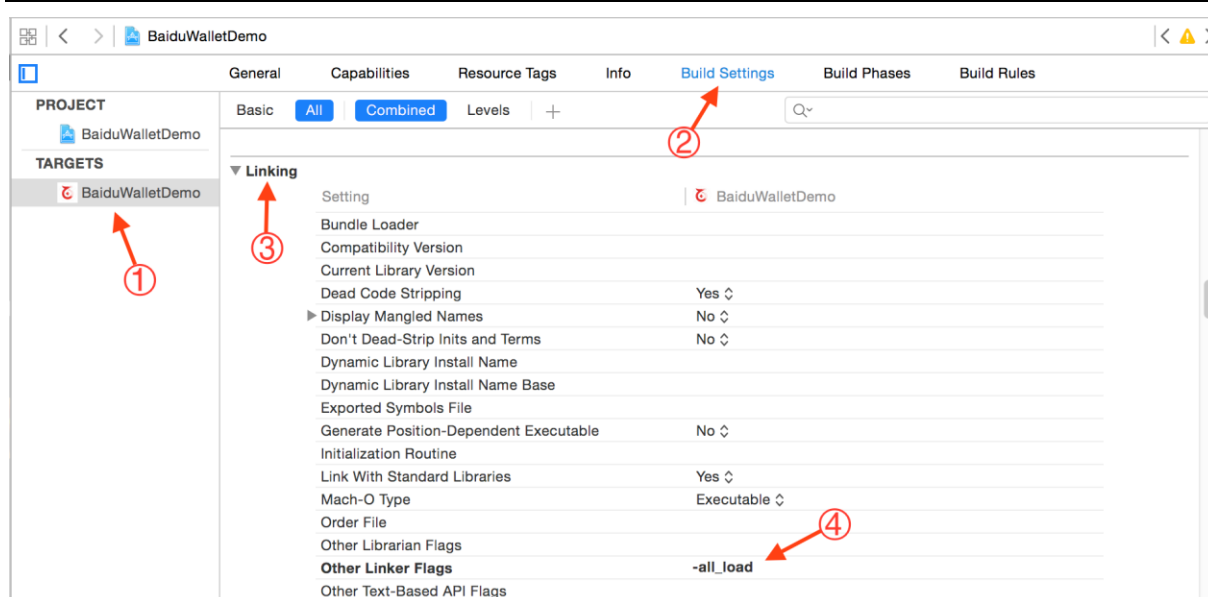 BaiduWalletDemo
General Capabilities Resource Tags Info Build Settings Build Phases Build Rules
PROJECT
BaiduWalletDemo
TARGETS
BaiduWalletDemo
Basic All Combined Levels +
②
Linking
③
①
Setting BaiduWalletDemo
Bundle Loader
Compatibility Version
Current Library Version
Dead Code Stripping Yes
Display Mangled Names No
Don't Dead-Strip Inits and Terms No
Dynamic Library Install Name
Dynamic Library Install Name Base
Exported Symbols File
Generate Position-Dependent Executable No
Initialization Routine
Link With Standard Libraries Yes
Mach-O Type Executable
Order File
④
Other Librarian Flags
Other Linker Flags -all_load
Other Text-Based API Flags